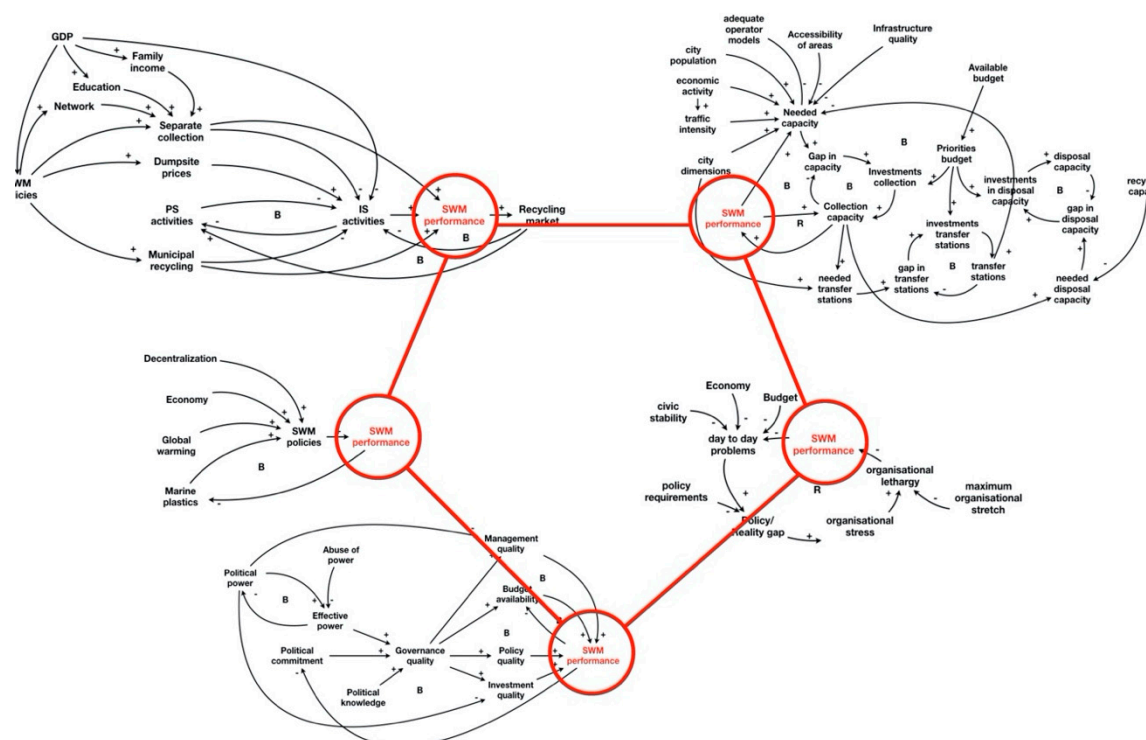 GDP
Family
income
Education
Network
Separate
collection
WM
icies
Dumpsite
prices
PS
activities
B
IS
activities
SWM
performance
Recycling
market
B
B
Municipal
recycling
adequate
operator
models
Accessibility
of areas
Infrastructure
quality
city
population
economic
activity
traffic
intensity
city
dimensions
Needed
capacity
Available
budget
Gap in
capacity
B
Investments
collection
Priorities
budget
B
B
investments
in disposal
capacity
disposal
capacity
B
recy
capa
gap in
disposal
capacity
SWM
performance
Collection
capacity
R
investments
transfer
stations
needed
transfer
stations
gap in
transfer
stations
B
transfer
stations
needed
disposal
capacity
Decentralization
Economy
Global
warming
Marine
plastics
SWM
policies
B
SWM
performance
Economy
Budget
civic
stability
day to day
problems
SWM
performance
policy
requirements
Policy/
Reality gap
R
organisational
lethargy
organisational
stress
maximum
organisational
stretch
Abuse of
power
Political
power
B
Effective
power
Management
quality
B
Budget
availability
Political
commitment
Governance
quality
B
Policy
quality
SWM
performance
Political
knowledge
B
Investment
quality